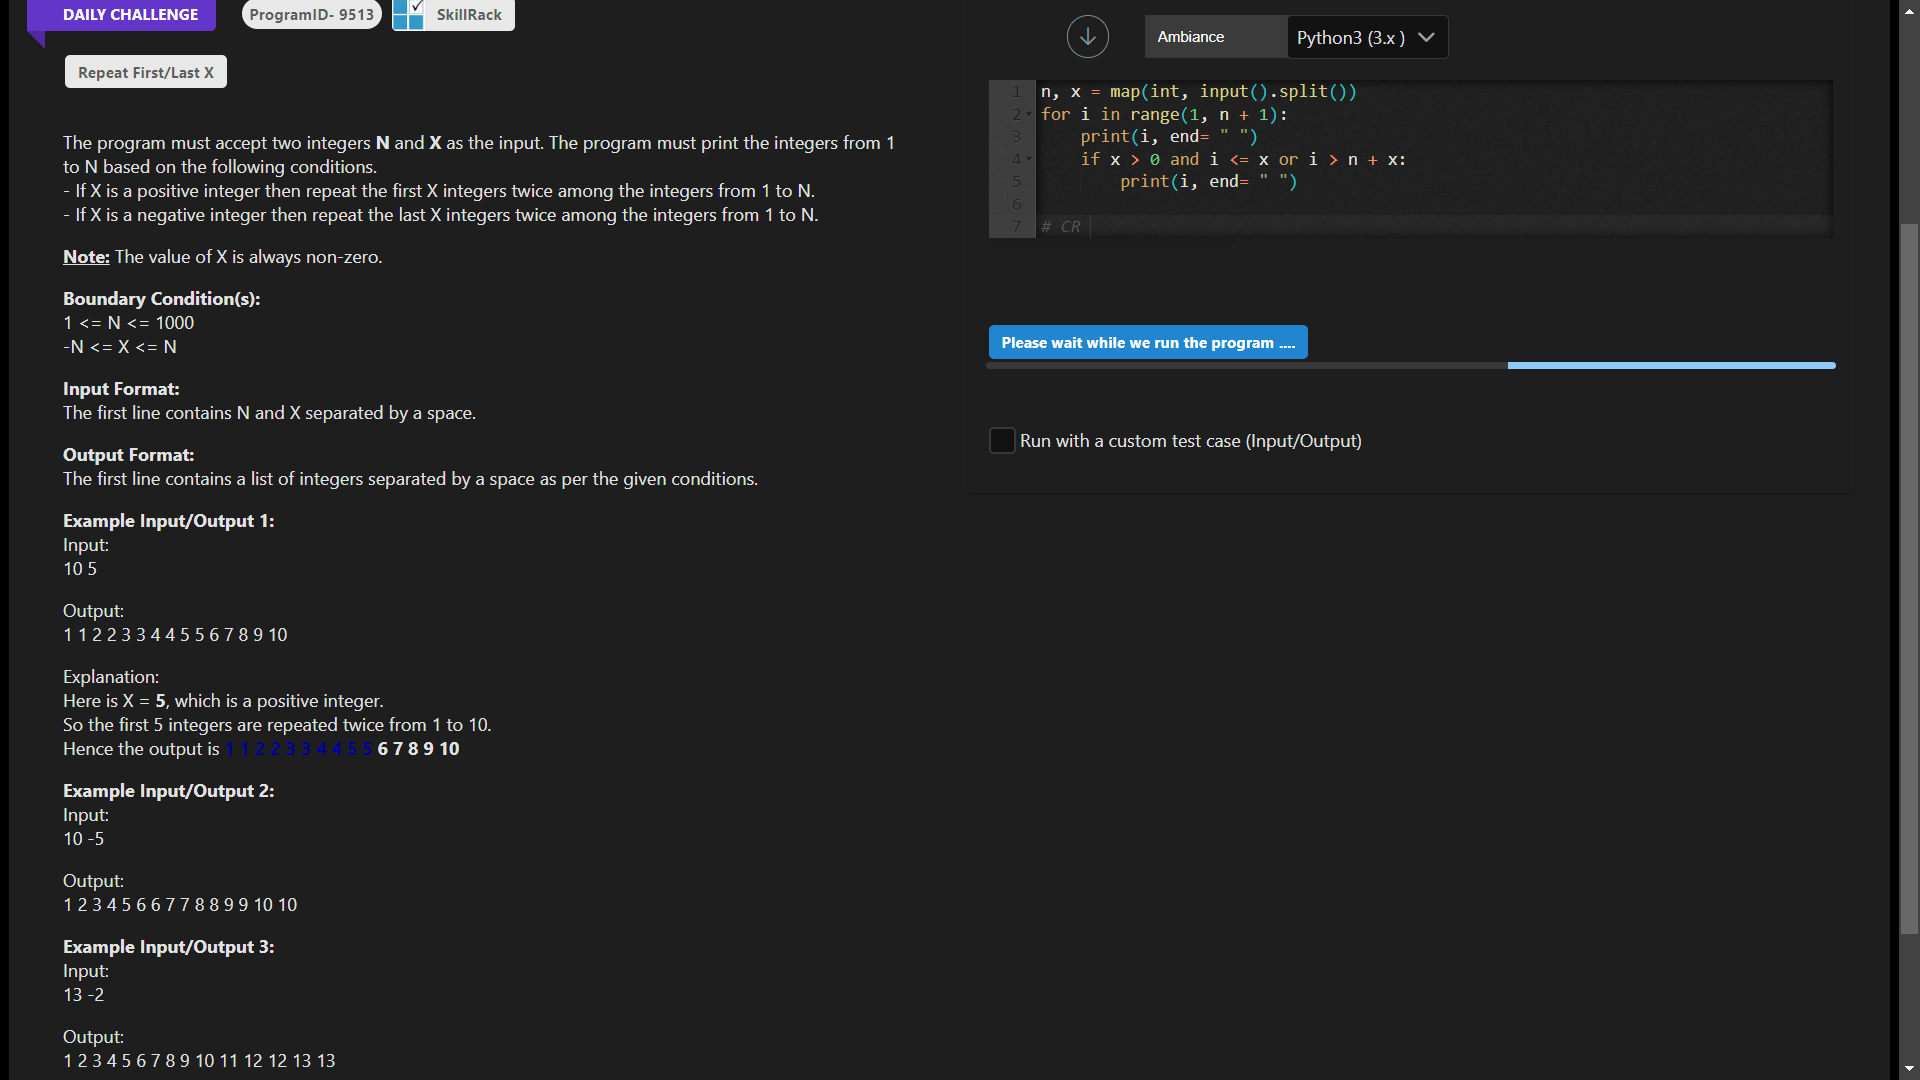 DAILY CHALLENGE
ProgramID- 9513
SkillRack
Repeat First/Last X
The program must accept two integers N and X as the input. The program must print the integers from 1
to N based on the following conditions.
- If X is a positive integer then repeat the first X integers twice among the integers from 1 to N.
- If X is a negative integer then repeat the last X integers twice among the integers from 1 to N.
Note: The value of X is always non-zero.
Boundary Condition(s):
1 <= N <= 1000
-N <= X <= N
Input Format:
The first line contains N and X separated by a space.
Output Format:
The first line contains a list of integers separated by a space as per the given conditions.
Example Input/Output 1:
Input:
10 5
Output:
1 1 2 2 3 3 4 4 5 5 6 7 8 9 10
Explanation:
Here is X = 5, which is a positive integer.
So the first 5 integers are repeated twice from 1 to 10.
Hence the output is 1 1 2 2 3 3 4 4 5 5 6 7 8 9 10
Example Input/Output 2:
Input:
10 -5
Output:
1 2 3 4 5 6 6 7 7 8 8 9 9 10 10
Example Input/Output 3:
Input:
13 -2
Output:
1 2 3 4 5 6 7 8 9 10 11 12 12 13 13
Ambiance
Python3 (3.x )
1 n, x = map(int, input().split())
2 for i in range(1, n + 1):
3     print(i, end= " ")
4     if x > 0 and i <= x or i > n + x:
5         print(i, end= " ")
6
7 # CR
Please wait while we run the program ....
Run with a custom test case (Input/Output)